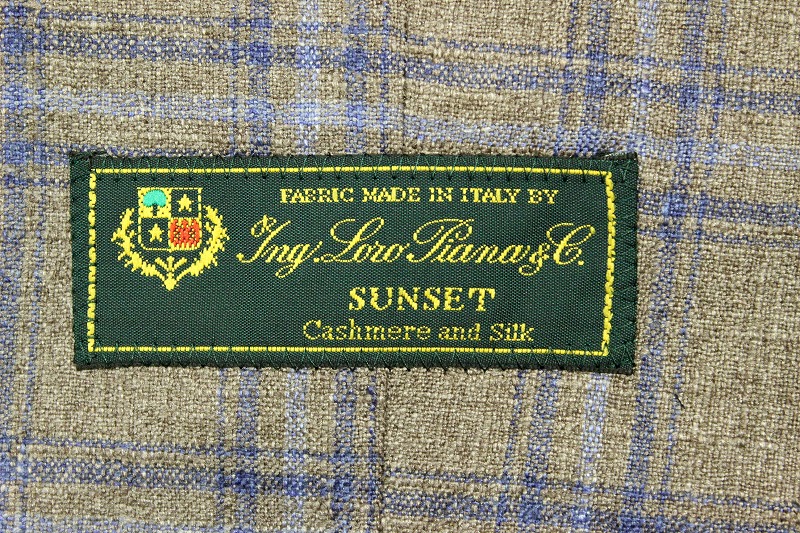 FABRIC MADE IN ITALY BY
Ing. Loro Piana & C.
SUNSET
Cashmere and Silk